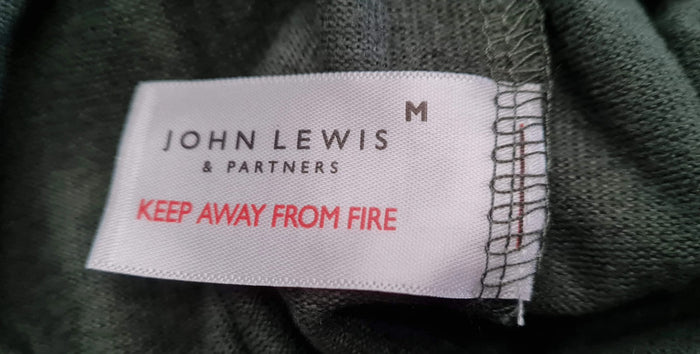 M
JOHN LEWIS
& PARTNERS
KEEP AWAY FROM FIRE